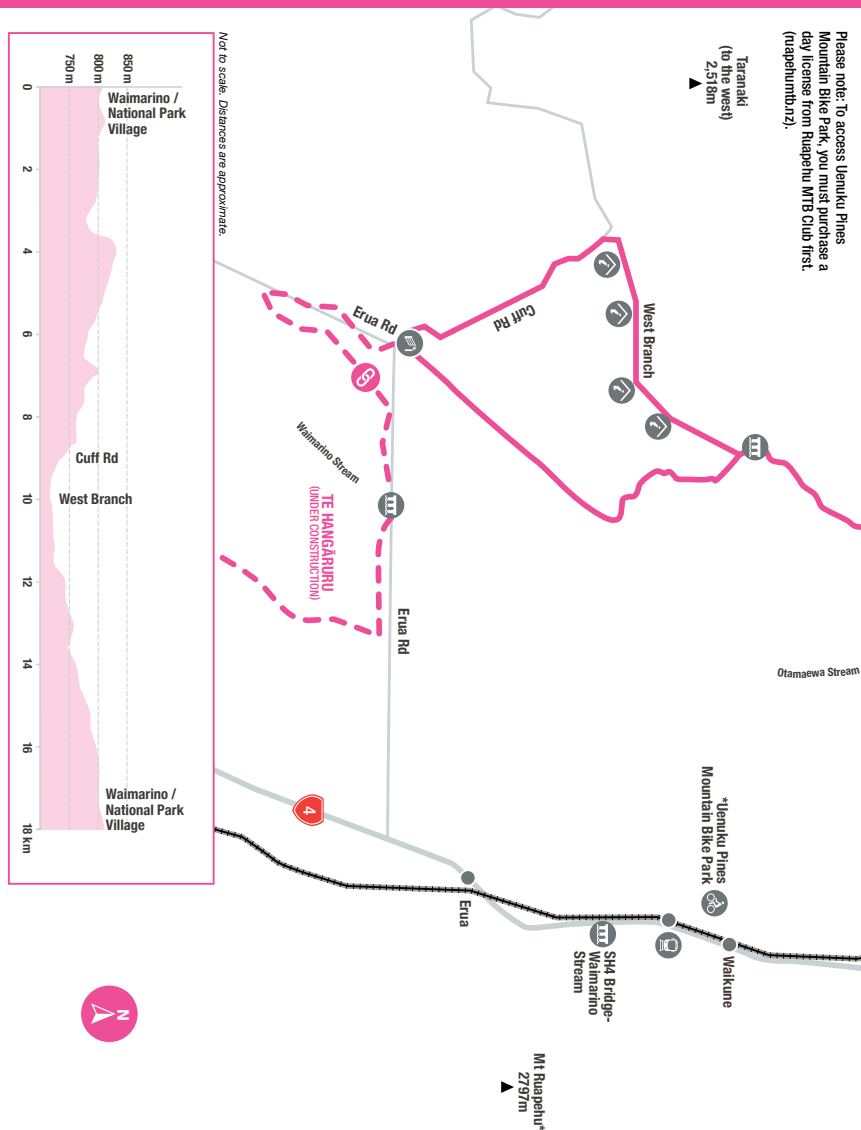 Please note: To access Uenuku Pines
Mountain Bike Park, you must purchase a
day license from Ruapehu MTB Club first.
(ruapehumtb.nz).
Taranaki
(to the west)
2,518m
West Branch
Cuff Rd
Erua Rd
Waimarino Stream
TE HANGĀRURU
(UNDER CONSTRUCTION)
Erua Rd
Otamaewa Stream
*Uenuku Pines
Mountain Bike Park
Waikune
SH4 Bridge-
Waimarino
Stream
Erua
4
Mt Ruapehu*
2797m
N
Not to scale. Distances are approximate.
850m
800m
750m
Waimarino /
National Park
Village
Cuff Rd
West Branch
Waimarino /
National Park
Village
0
2
4
6
8
10
12
14
16
18 km